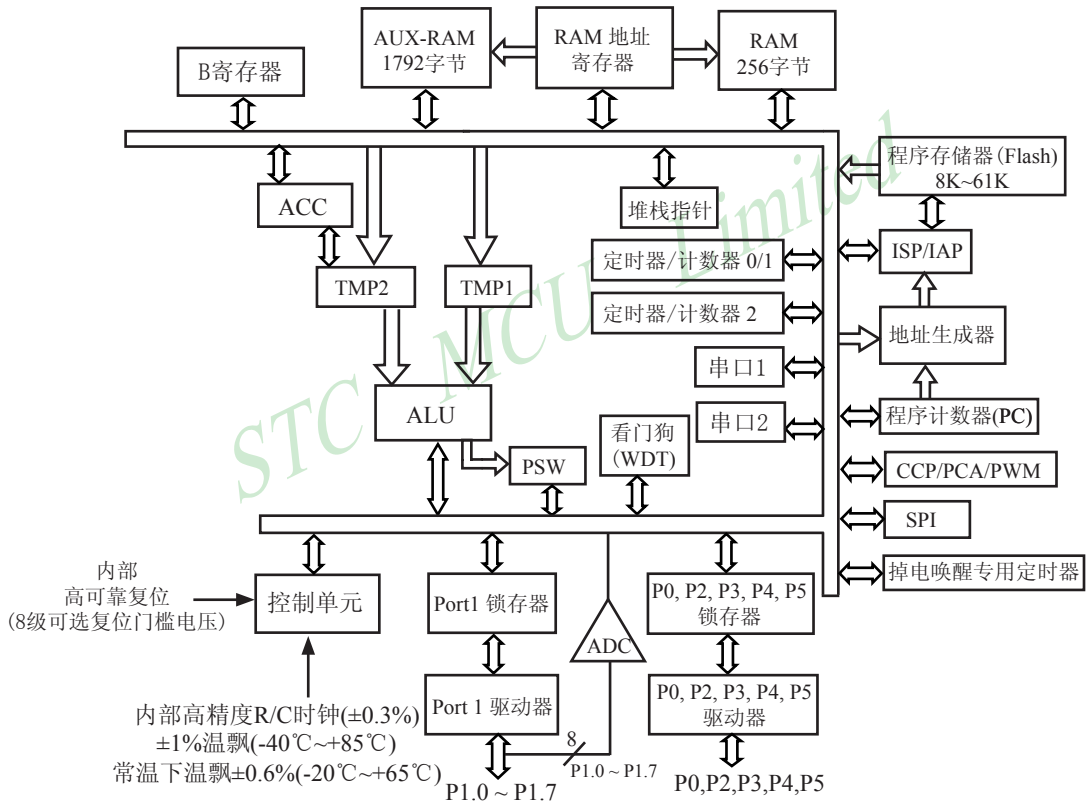 B寄存器
AUX-RAM
1792字节
RAM 地址
寄存器
RAM
256字节
程序存储器(Flash)
8K~61K
ACC
堆栈指针
ISP/IAP
定时器/计数器 0/1
TMP2
TMP1
定时器/计数器 2
地址生成器
串口1
ALU
串口2
程序计数器(PC)
看门狗
(WDT)
PSW
CCP/PCA/PWM
SPI
掉电唤醒专用定时器
内部
高可靠复位
(8级可选复位门槛电压)
控制单元
Port1 锁存器
ADC
P0, P2, P3, P4, P5
锁存器
Port 1 驱动器
P0, P2, P3, P4, P5
驱动器
内部高精度R/C时钟(±0.3%)
±1%温飘(-40℃~+85℃)
常温下温飘±0.6%(-20℃~+65℃)
8
P1.0 ~ P1.7
P1.0 ~ P1.7
P0,P2,P3,P4,P5
STC MCU Limited